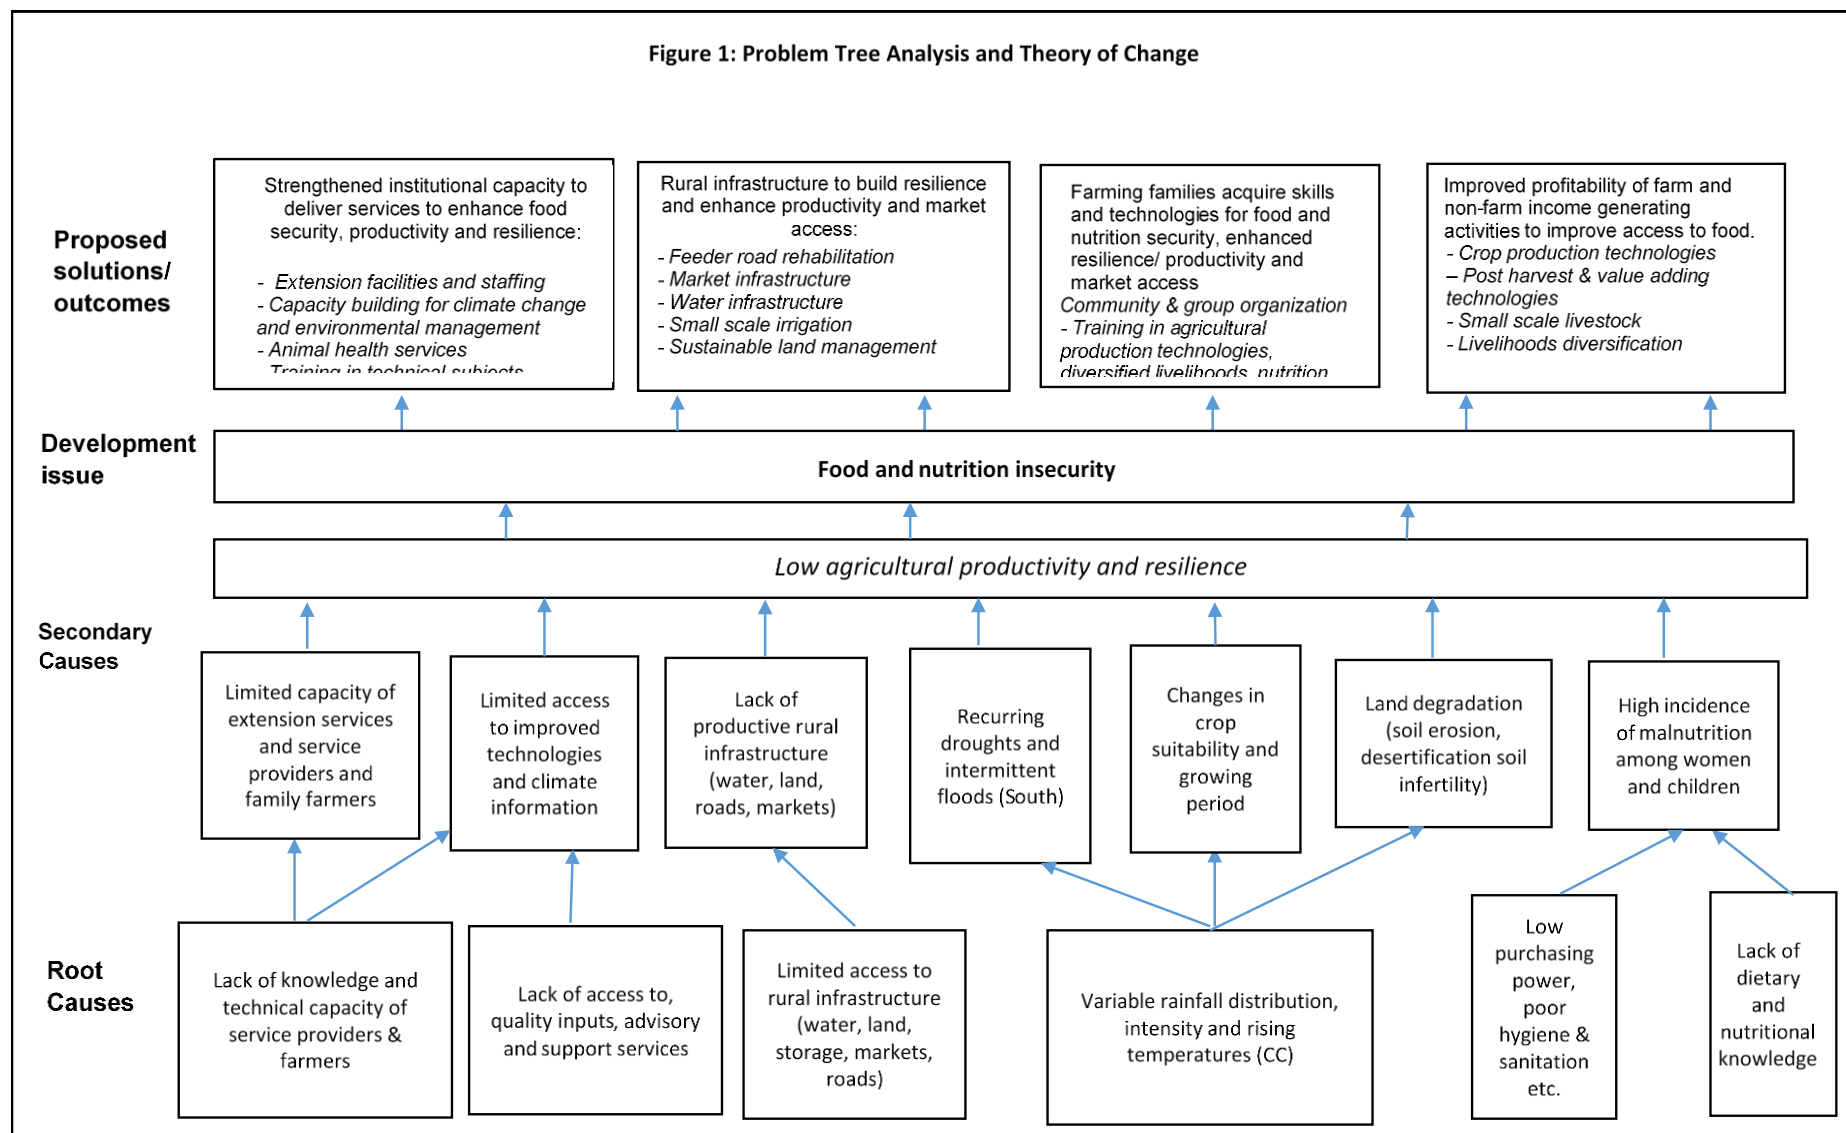 Figure 1: Problem Tree Analysis and Theory of Change
Proposed
solutions/
outcomes
Strengthened institutional capacity to
deliver services to enhance food
security, productivity and resilience:
- Extension facilities and staffing
- Capacity building for climate change
and environmental management
- Animal health services
- Training in technical subjects
Rural infrastructure to build resilience
and enhance productivity and market
access:
- Feeder road rehabilitation
- Market infrastructure
- Water infrastructure
- Small scale irrigation
- Sustainable land management
Farming families acquire skills
and technologies for food and
nutrition security, enhanced
resilience/ productivity and
market access
Community & group organization
- Training in agricultural
production technologies,
diversified livelihoods, nutrition
Improved profitability of farm and
non-farm income generating
activities to improve access to food.
- Crop production technologies
– Post harvest & value adding
technologies
- Small scale livestock
- Livelihoods diversification
Development
issue
Food and nutrition insecurity
Low agricultural productivity and resilience
Secondary
Causes
Limited capacity of
extension services
and service
providers and
family farmers
Limited access
to improved
technologies
and climate
information
Lack of
productive rural
infrastructure
(water, land,
roads, markets)
Recurring
droughts and
intermittent
floods (South)
Changes in
crop
suitability and
growing
period
Land degradation
(soil erosion,
desertification soil
infertility)
High incidence
of malnutrition
among women
and children
Root
Causes
Lack of knowledge and
technical capacity of
service providers &
farmers
Lack of access to,
quality inputs, advisory
and support services
Limited access to
rural infrastructure
(water, land,
storage, markets,
roads)
Variable rainfall distribution,
intensity and rising
temperatures (CC)
Low
purchasing
power,
poor
hygiene &
sanitation
etc.
Lack of
dietary
and
nutritional
knowledge